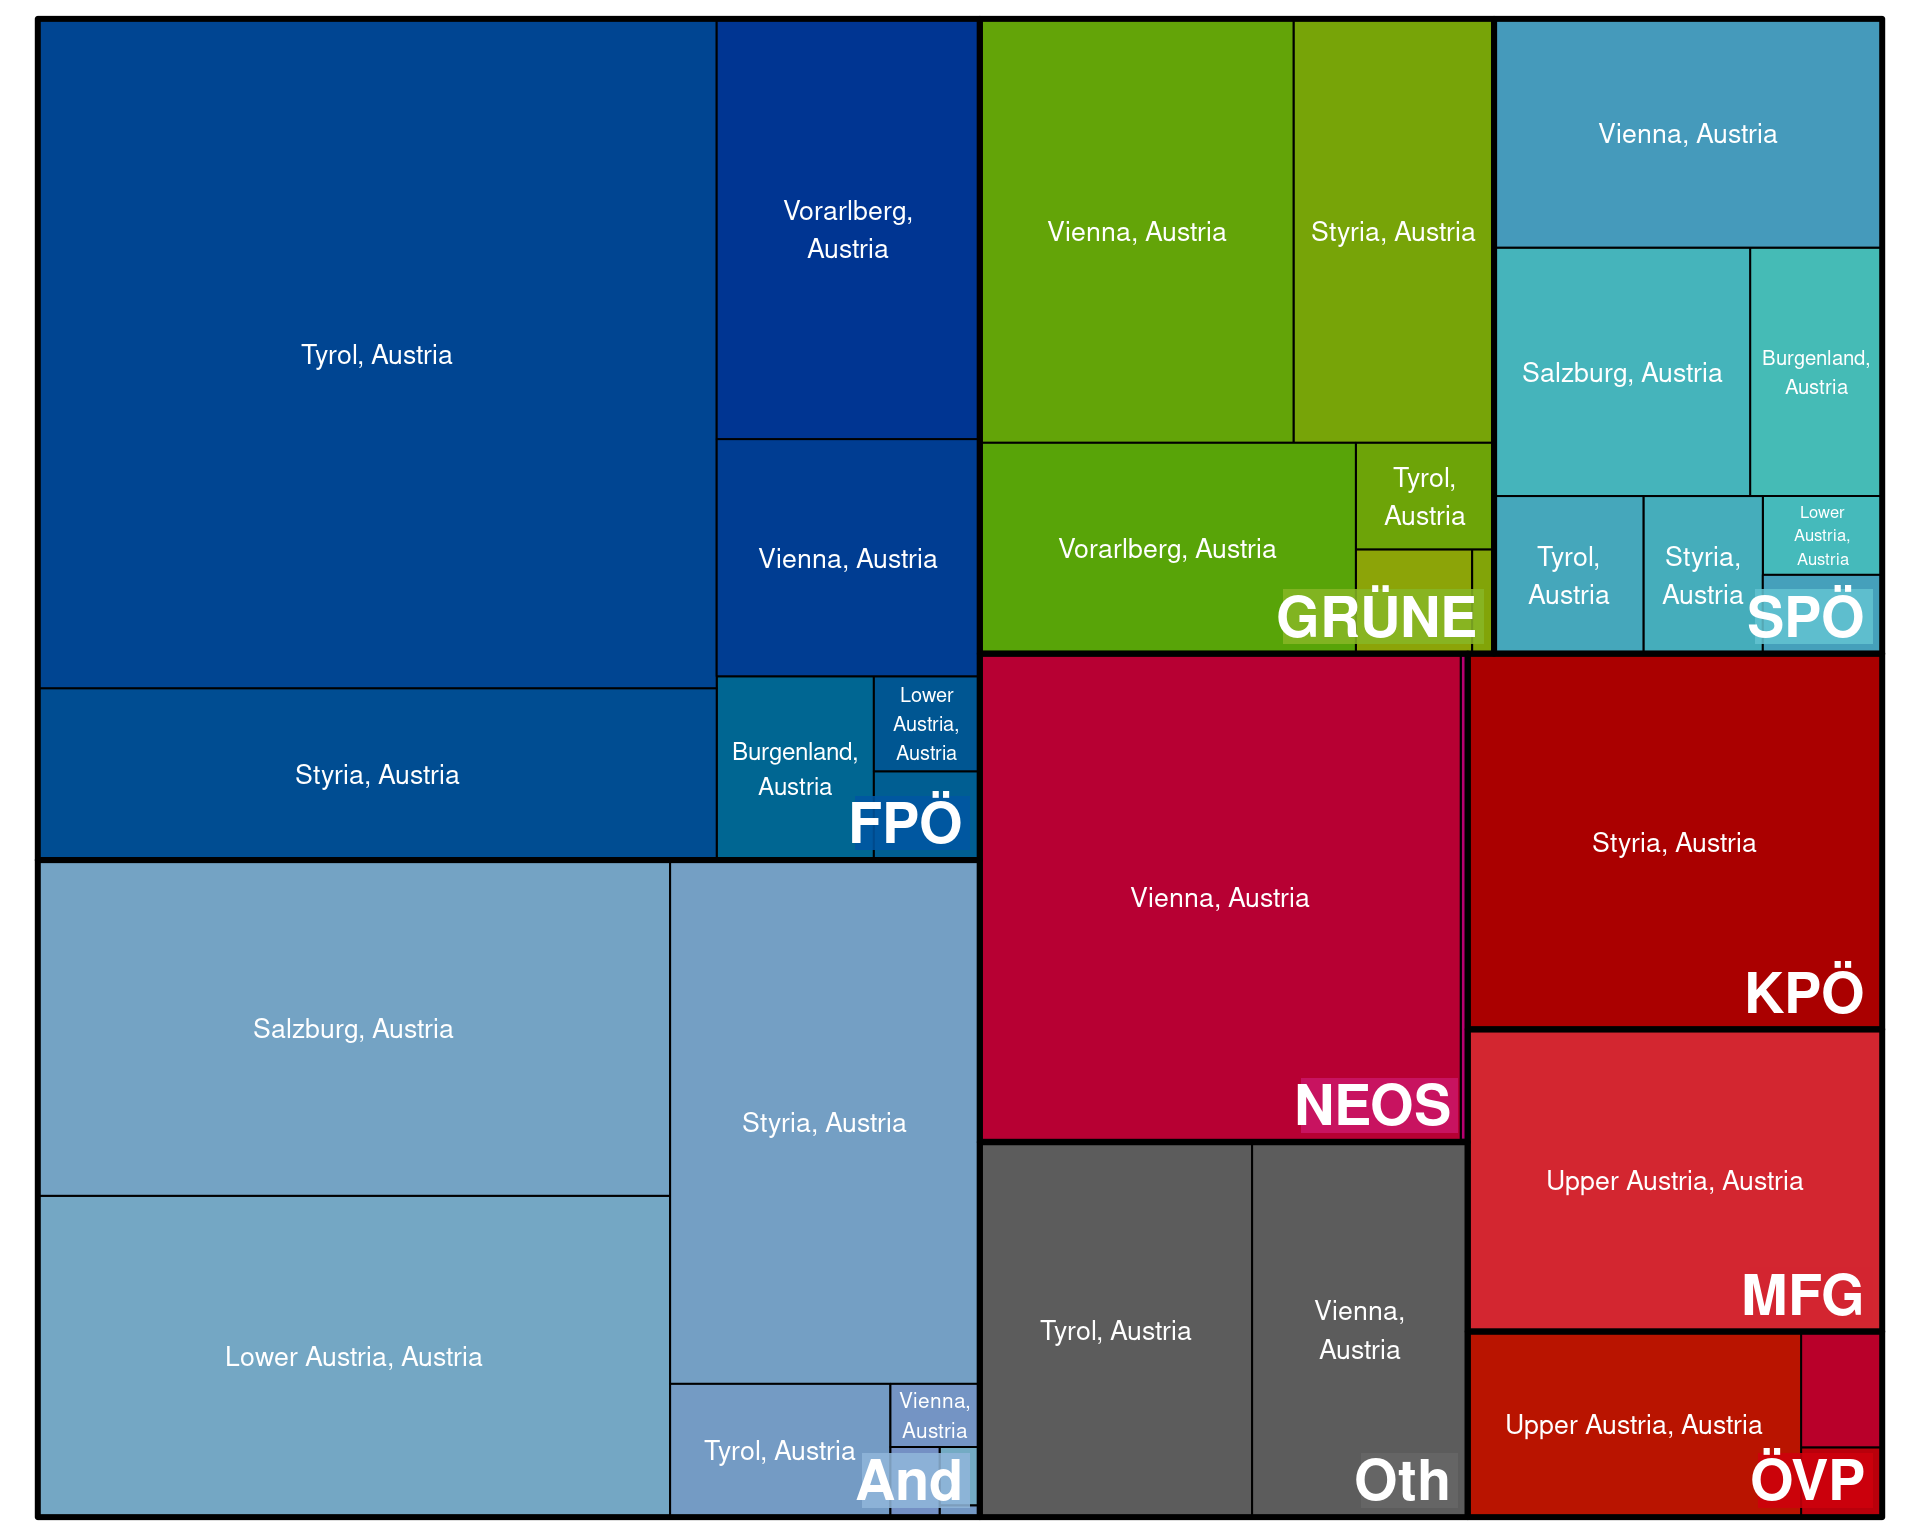 Tyrol, Austria
Vorarlberg,
Austria
Vienna, Austria
Styria, Austria
Burgenland,
Austria
Lower
Austria,
Austria
FPÖ
Salzburg, Austria
Lower Austria, Austria
Styria, Austria
Tyrol, Austria
Vienna,
Austria
And
Vienna, Austria
Styria, Austria
Vorarlberg, Austria
Tyrol,
Austria
GRÜNE
Vienna, Austria
Salzburg, Austria
Burgenland,
Austria
Tyrol,
Austria
Styria,
Austria
Lower
Austria,
Austria
SPÖ
Vienna, Austria
NEOS
Styria, Austria
KPÖ
Upper Austria, Austria
MFG
Tyrol, Austria
Vienna,
Austria
Oth
Upper Austria, Austria
ÖVP